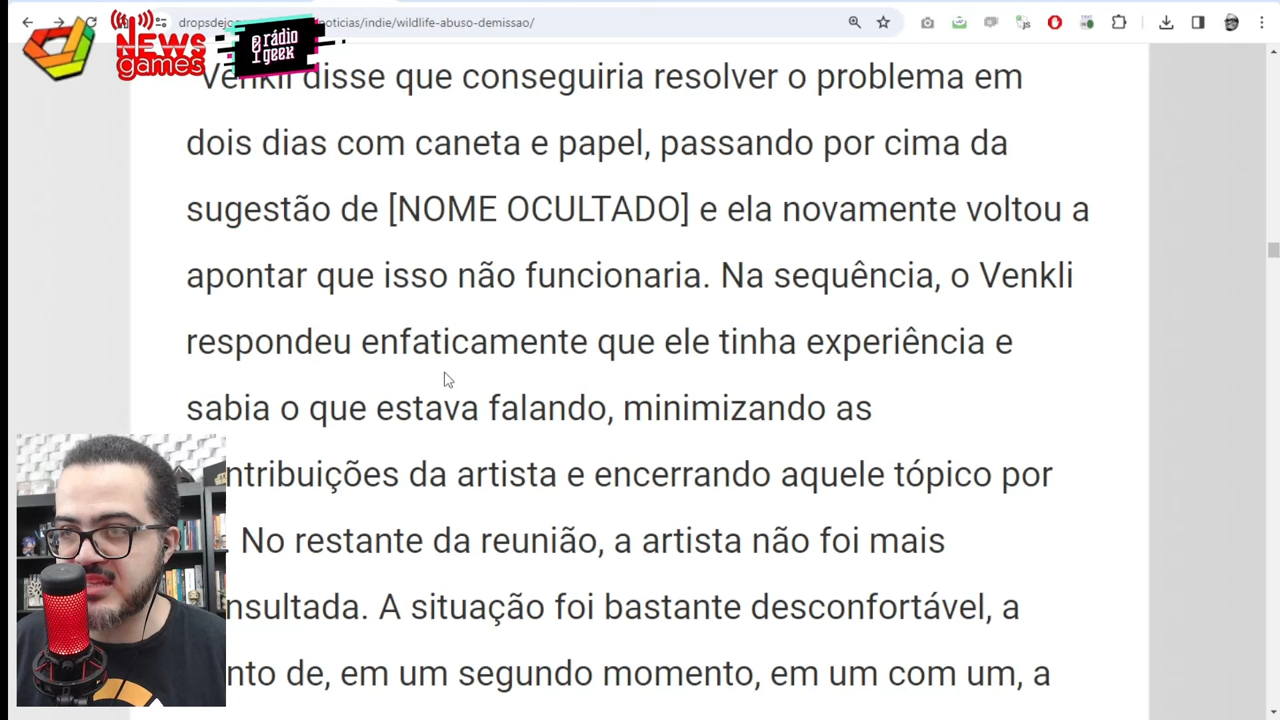 dropsdejo
noticias/indie/wildlife-abuso-demissao/
NEWS
games
rádio
geek
Venkli disse que conseguiria resolver o problema em
dois dias com caneta e papel, passando por cima da
sugestão de [NOME OCULTADO] e ela novamente voltou a
apontar que isso não funcionaria. Na sequência, o Venkli
respondeu enfaticamente que ele tinha experiência e
sabia o que estava falando, minimizando as
ntribuições da artista e encerrando aquele tópico por
. No restante da reunião, a artista não foi mais
nsultada. A situação foi bastante desconfortável, a
nto de, em um segundo momento, em um com um, a